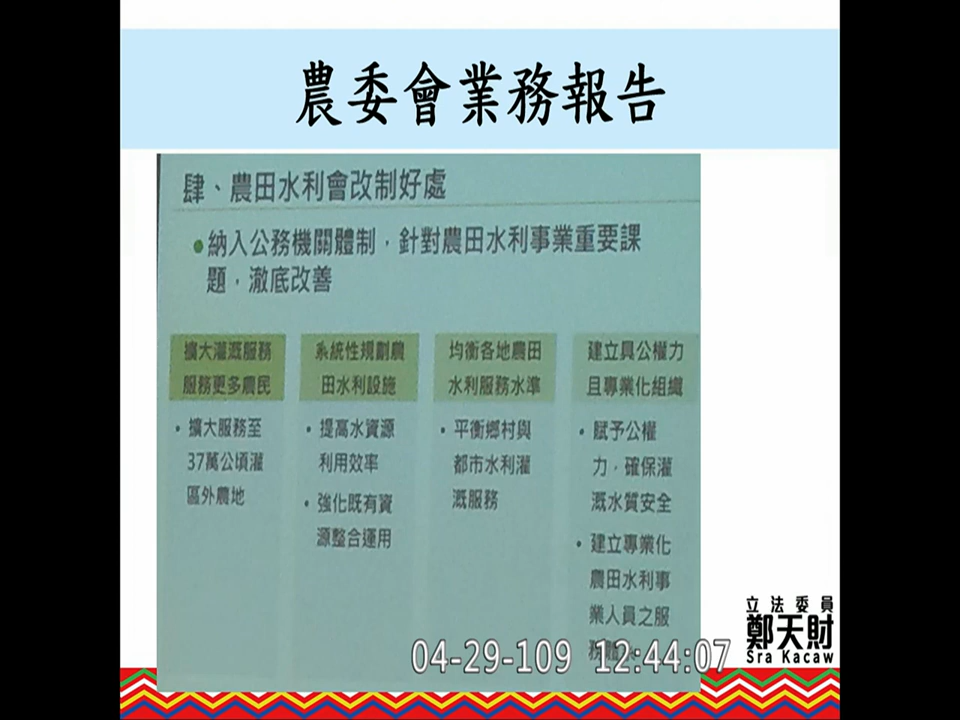 農委會業務報告
肆、農田水利會改制好處
●納入公務機關體制，針對農田水利事業重要課
題，澈底改善
擴大灌溉服務
服務更多農民
• 擴大服務至
37萬公頃灌
區外農地
系統性規劃農
田水利設施
• 提高水資源
利用效率
• 強化既有資
源整合運用
均衡各地農田
水利服務水準
• 平衡鄉村與
都市水利灌
溉服務
建立具公權力
且專業化組織
• 賦予公權
力，確保灌
溉水質安全
• 建立專業化
農田水利事
業人員之服
務
立法委員
鄭天財
Sra Kacaw
04-29-109 12:44:07